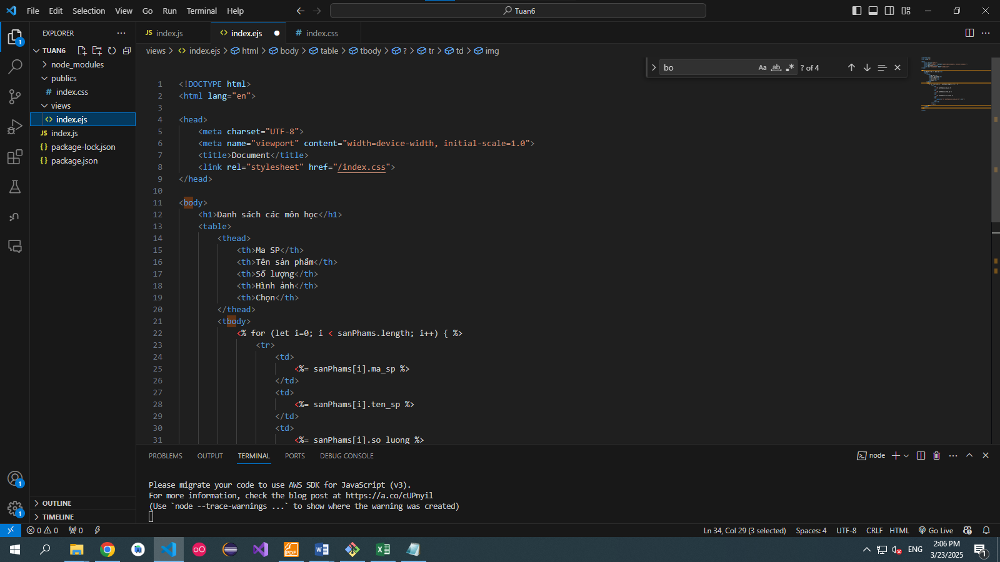 File Edit Selection View Go Run Terminal Help
Tuan6
EXPLORER
TUAN6
node_modules
publics
# index.css
views
<> index.ejs
JS index.js
{} package-lock.json
{} package.json
OUTLINE
TIMELINE
1
1
1
JS index.js
<> index.ejs
# index.css
views > <> index.ejs > html > body > table > tbody > ? > tr > td > img
bo
Aa ab .* ? of 4
1 <!DOCTYPE html>
2 <html lang="en">
3
4 <head>
5 <meta charset="UTF-8">
6 <meta name="viewport" content="width=device-width, initial-scale=1.0">
7 <title>Document</title>
8 <link rel="stylesheet" href="/index.css">
9 </head>
10
11 <body>
12 <h1>Danh sách các môn học</h1>
13 <table>
14 <thead>
15 <th>Ma SP</th>
16 <th>Tên sản phẩm</th>
17 <th>Số lượng</th>
18 <th>Hình ảnh</th>
19 <th>Chọn</th>
20 </thead>
21 <tbody>
22 <% for (let i=0; i < sanPhams.length; i++) { %>
23 <tr>
24 <td>
25 <%= sanPhams[i].ma_sp %>
26 </td>
27 <td>
28 <%= sanPhams[i].ten_sp %>
29 </td>
30 <td>
31 <%= sanPhams[i].so_luong %>
PROBLEMS OUTPUT TERMINAL PORTS DEBUG CONSOLE
node
Please migrate your code to use AWS SDK for JavaScript (v3).
For more information, check the blog post at https://a.co/cUPnyil
(Use `node --trace-warnings ...` to show where the warning was created)
0 0 0
Ln 34, Col 29 (3 selected) Spaces: 4 UTF-8 CRLF HTML Go Live
PDF
ENG
2:06 PM
3/23/2025
1